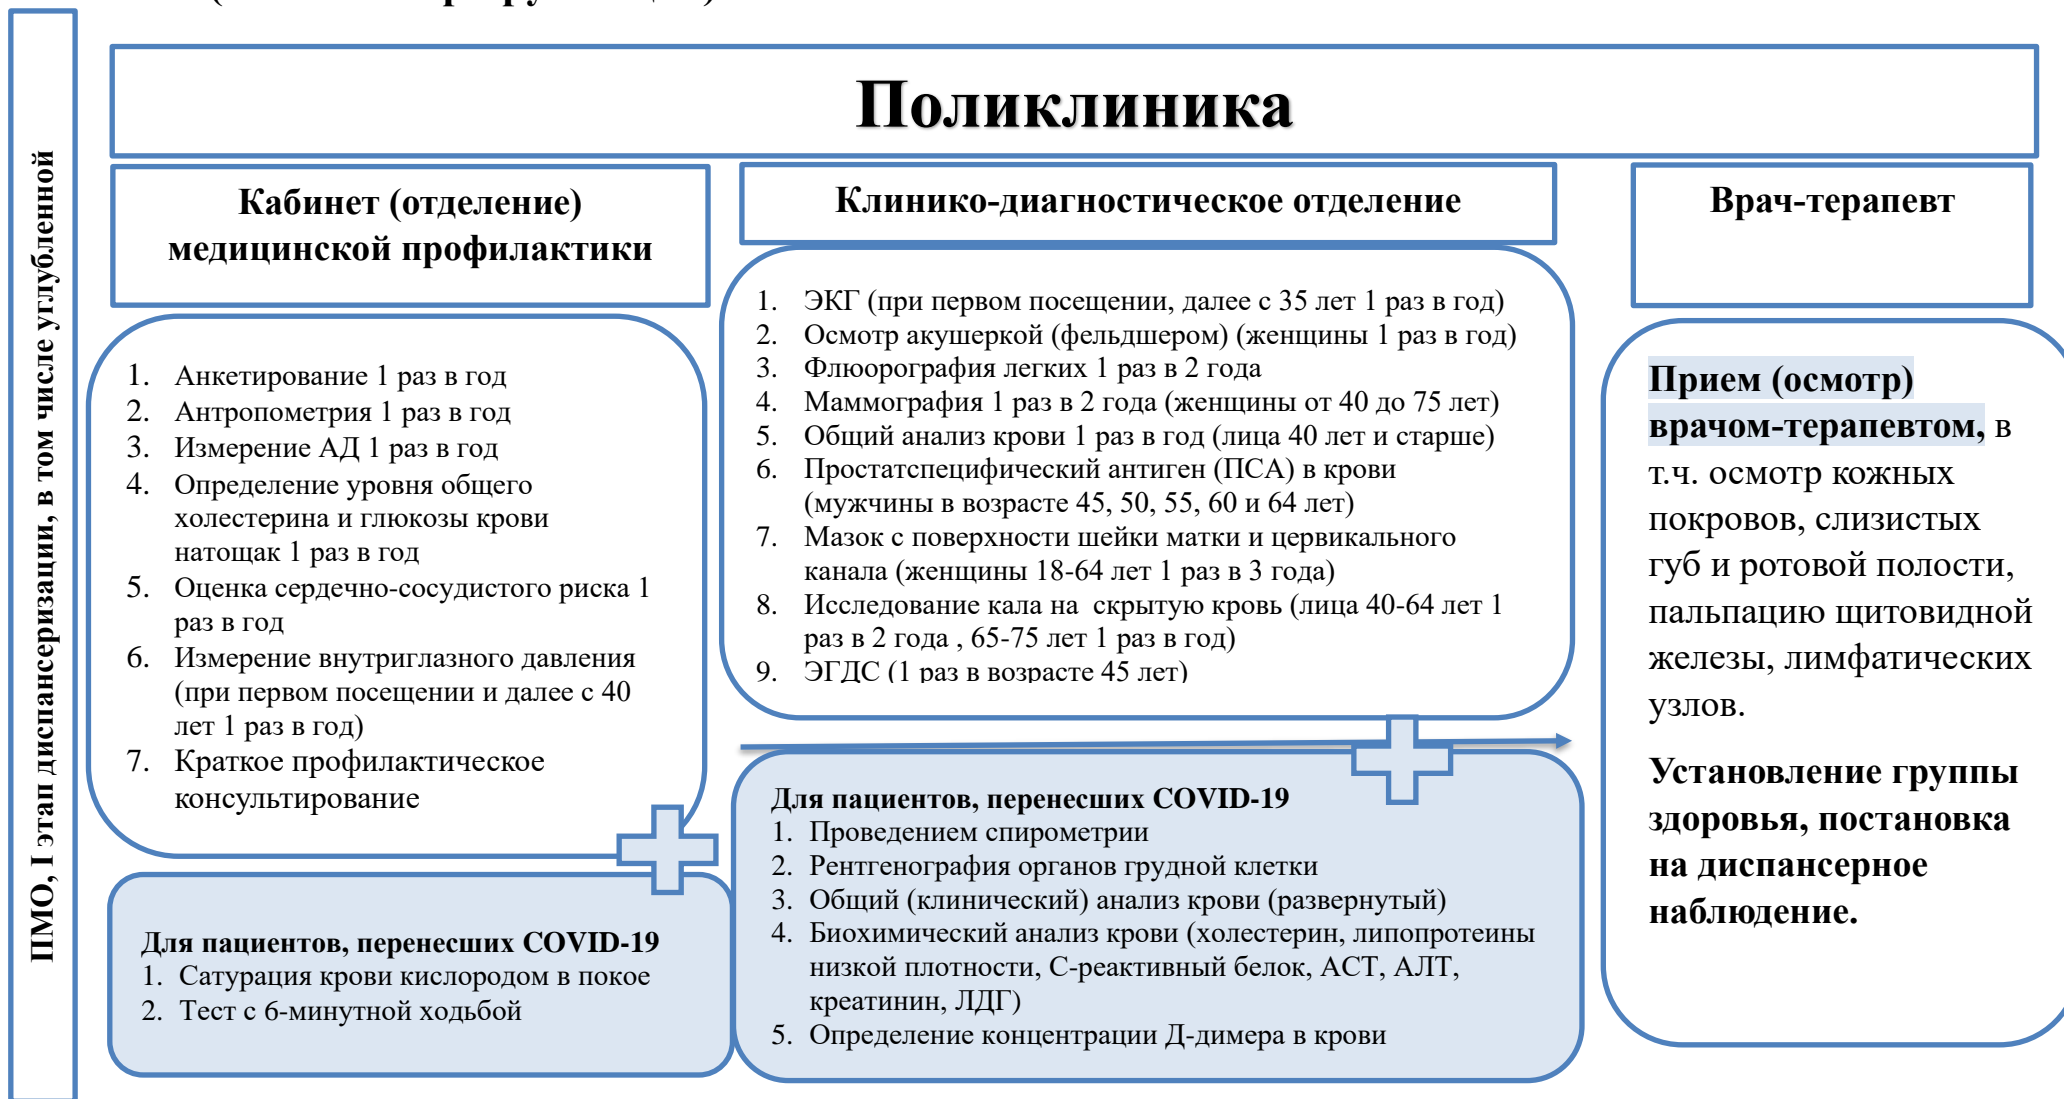 ПМО, I этап диспансеризации, в том числе углубленной
Поликлиника
Кабинет (отделение)
медицинской профилактики
1. Анкетирование 1 раз в год
2. Антропометрия 1 раз в год
3. Измерение АД 1 раз в год
4. Определение уровня общего
холестерина и глюкозы крови
натощак 1 раз в год
5. Оценка сердечно-сосудистого риска 1
раз в год
6. Измерение внутриглазного давления
(при первом посещении и далее с 40
лет 1 раз в год)
7. Краткое профилактическое
консультирование
Для пациентов, перенесших COVID-19
1. Сатурация крови кислородом в покое
2. Тест с 6-минутной ходьбой
Клинико-диагностическое отделение
1. ЭКГ (при первом посещении, далее с 35 лет 1 раз в год)
2. Осмотр акушеркой (фельдшером) (женщины 1 раз в год)
3. Флюорография легких 1 раз в 2 года
4. Маммография 1 раз в 2 года (женщины от 40 до 75 лет)
5. Общий анализ крови 1 раз в год (лица 40 лет и старше)
6. Простатспецифический антиген (ПСА) в крови
(мужчины в возрасте 45, 50, 55, 60 и 64 лет)
7. Мазок с поверхности шейки матки и цервикального
канала (женщины 18-64 лет 1 раз в 3 года)
8. Исследование кала на скрытую кровь (лица 40-64 лет 1
раз в 2 года , 65-75 лет 1 раз в год)
9. ЭГДС (1 раз в возрасте 45 лет)
Для пациентов, перенесших COVID-19
1. Проведением спирометрии
2. Рентгенография органов грудной клетки
3. Общий (клинический) анализ крови (развернутый)
4. Биохимический анализ крови (холестерин, липопротеины
низкой плотности, С-реактивный белок, АСТ, АЛТ,
креатинин, ЛДГ)
5. Определение концентрации Д-димера в крови
Врач-терапевт
Прием (осмотр)
врачом-терапевтом, в
т.ч. осмотр кожных
покровов, слизистых
губ и ротовой полости,
пальпацию щитовидной
железы, лимфатических
узлов.
Установление группы
здоровья, постановка
на диспансерное
наблюдение.